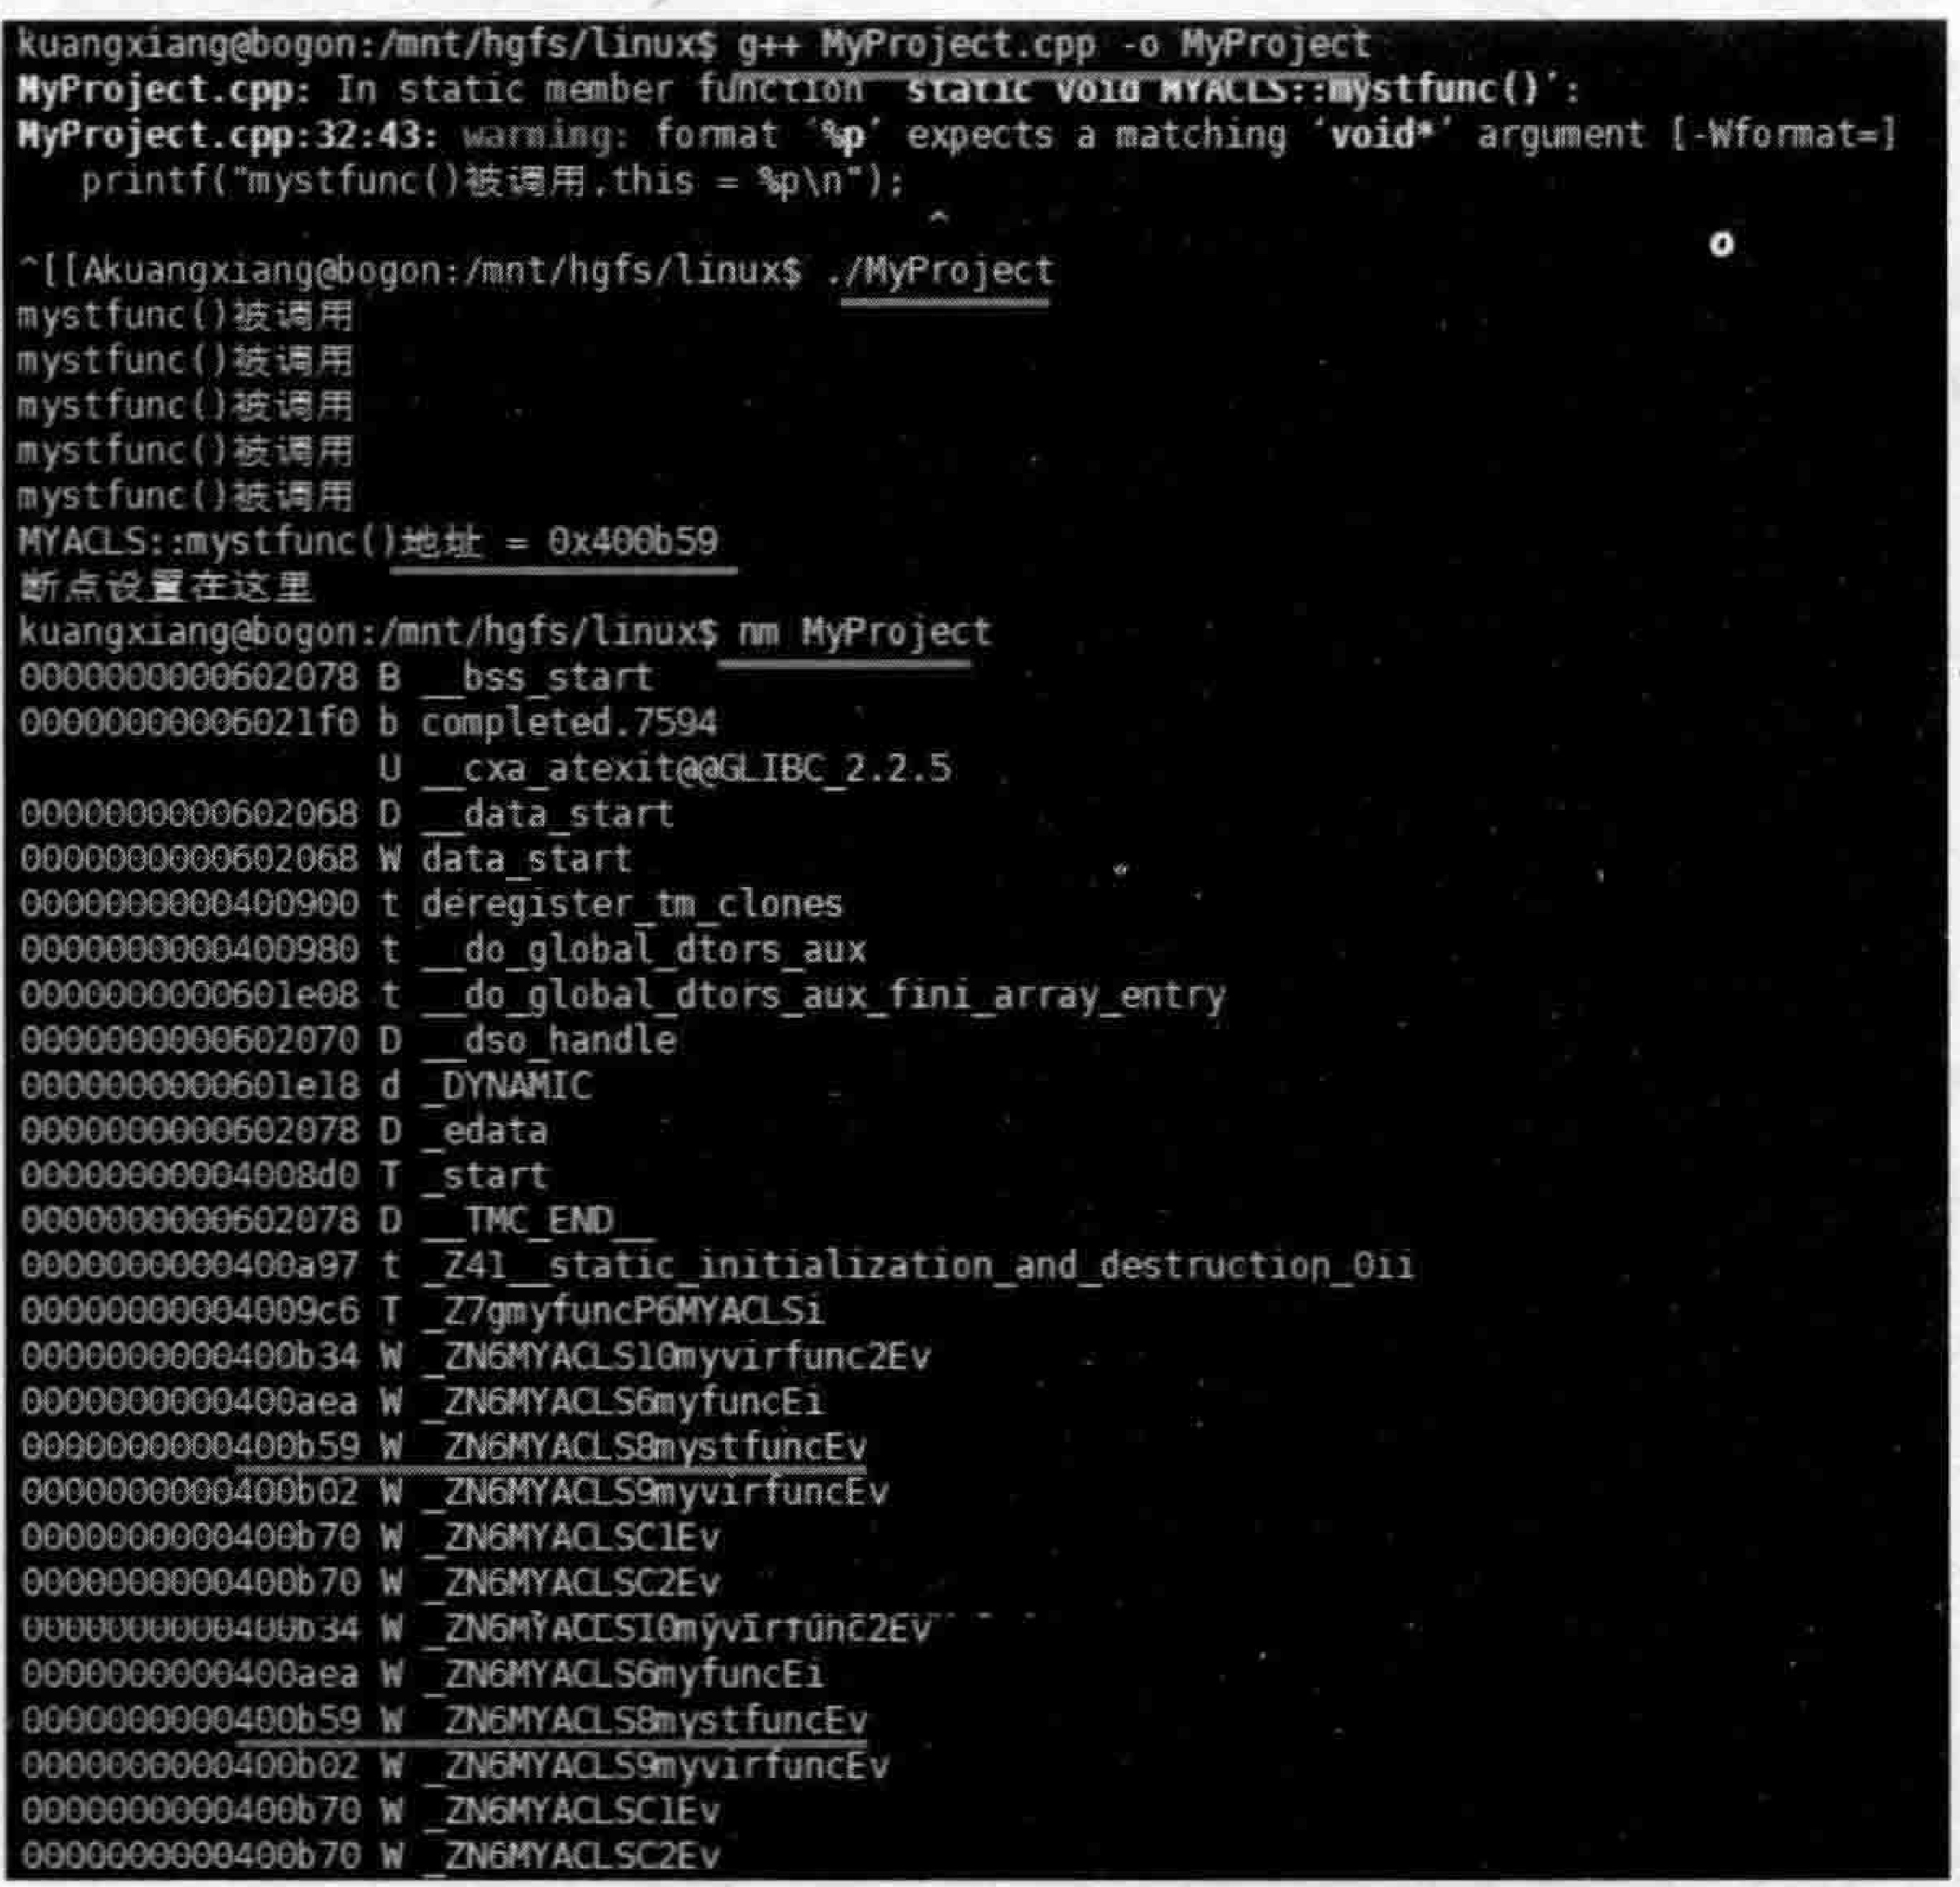 kuangxiang@bogon:/mnt/hgfs/linux$ g++ MyProject.cpp -o MyProject
MyProject.cpp: In static member function 'static void MYACLS::mystfunc()':
MyProject.cpp:32:43: warning: format '%p' expects a matching 'void*' argument [-Wformat=]
printf("mystfunc()被调用,this = %p\n");
^
^[[Akuangxiang@bogon:/mnt/hgfs/linux$ ./MyProject
mystfunc()被调用
mystfunc()被调用
mystfunc()被调用
mystfunc()被调用
mystfunc()被调用
MYACLS::mystfunc()地址 = 0x400b59
断点设置在这里
kuangxiang@bogon:/mnt/hgfs/linux$ nm MyProject
0000000000602078 B __bss_start
00000000006021f0 b completed.7594
U __cxa_atexit@@GLIBC_2.2.5
0000000000602068 D __data_start
0000000000602068 W data_start
0000000000400900 t deregister_tm_clones
0000000000400980 t __do_global_dtors_aux
0000000000601e08 t __do_global_dtors_aux_fini_array_entry
0000000000602070 D __dso_handle
0000000000601e18 d _DYNAMIC
0000000000602078 D _edata
00000000004008d0 T _start
0000000000602078 D __TMC_END__
0000000000400a97 t _Z41__static_initialization_and_destruction_0ii
00000000004009c6 T _Z7gmyfuncP6MYACLSi
0000000000400b34 W _ZN6MYACLS10myvirfunc2Ev
0000000000400aea W _ZN6MYACLS6myfuncEi
0000000000400b59 W _ZN6MYACLS8mystfuncEv
0000000000400b02 W _ZN6MYACLS9myvirfuncEv
0000000000400b70 W _ZN6MYACLSC1Ev
0000000000400b70 W _ZN6MYACLSC2Ev
0000000000400b34 W _ZN6MYACLS10myvirfunc2Ev
0000000000400aea W _ZN6MYACLS6myfuncEi
0000000000400b59 W _ZN6MYACLS8mystfuncEv
0000000000400b02 W _ZN6MYACLS9myvirfuncEv
0000000000400b70 W _ZN6MYACLSC1Ev
0000000000400b70 W _ZN6MYACLSC2Ev